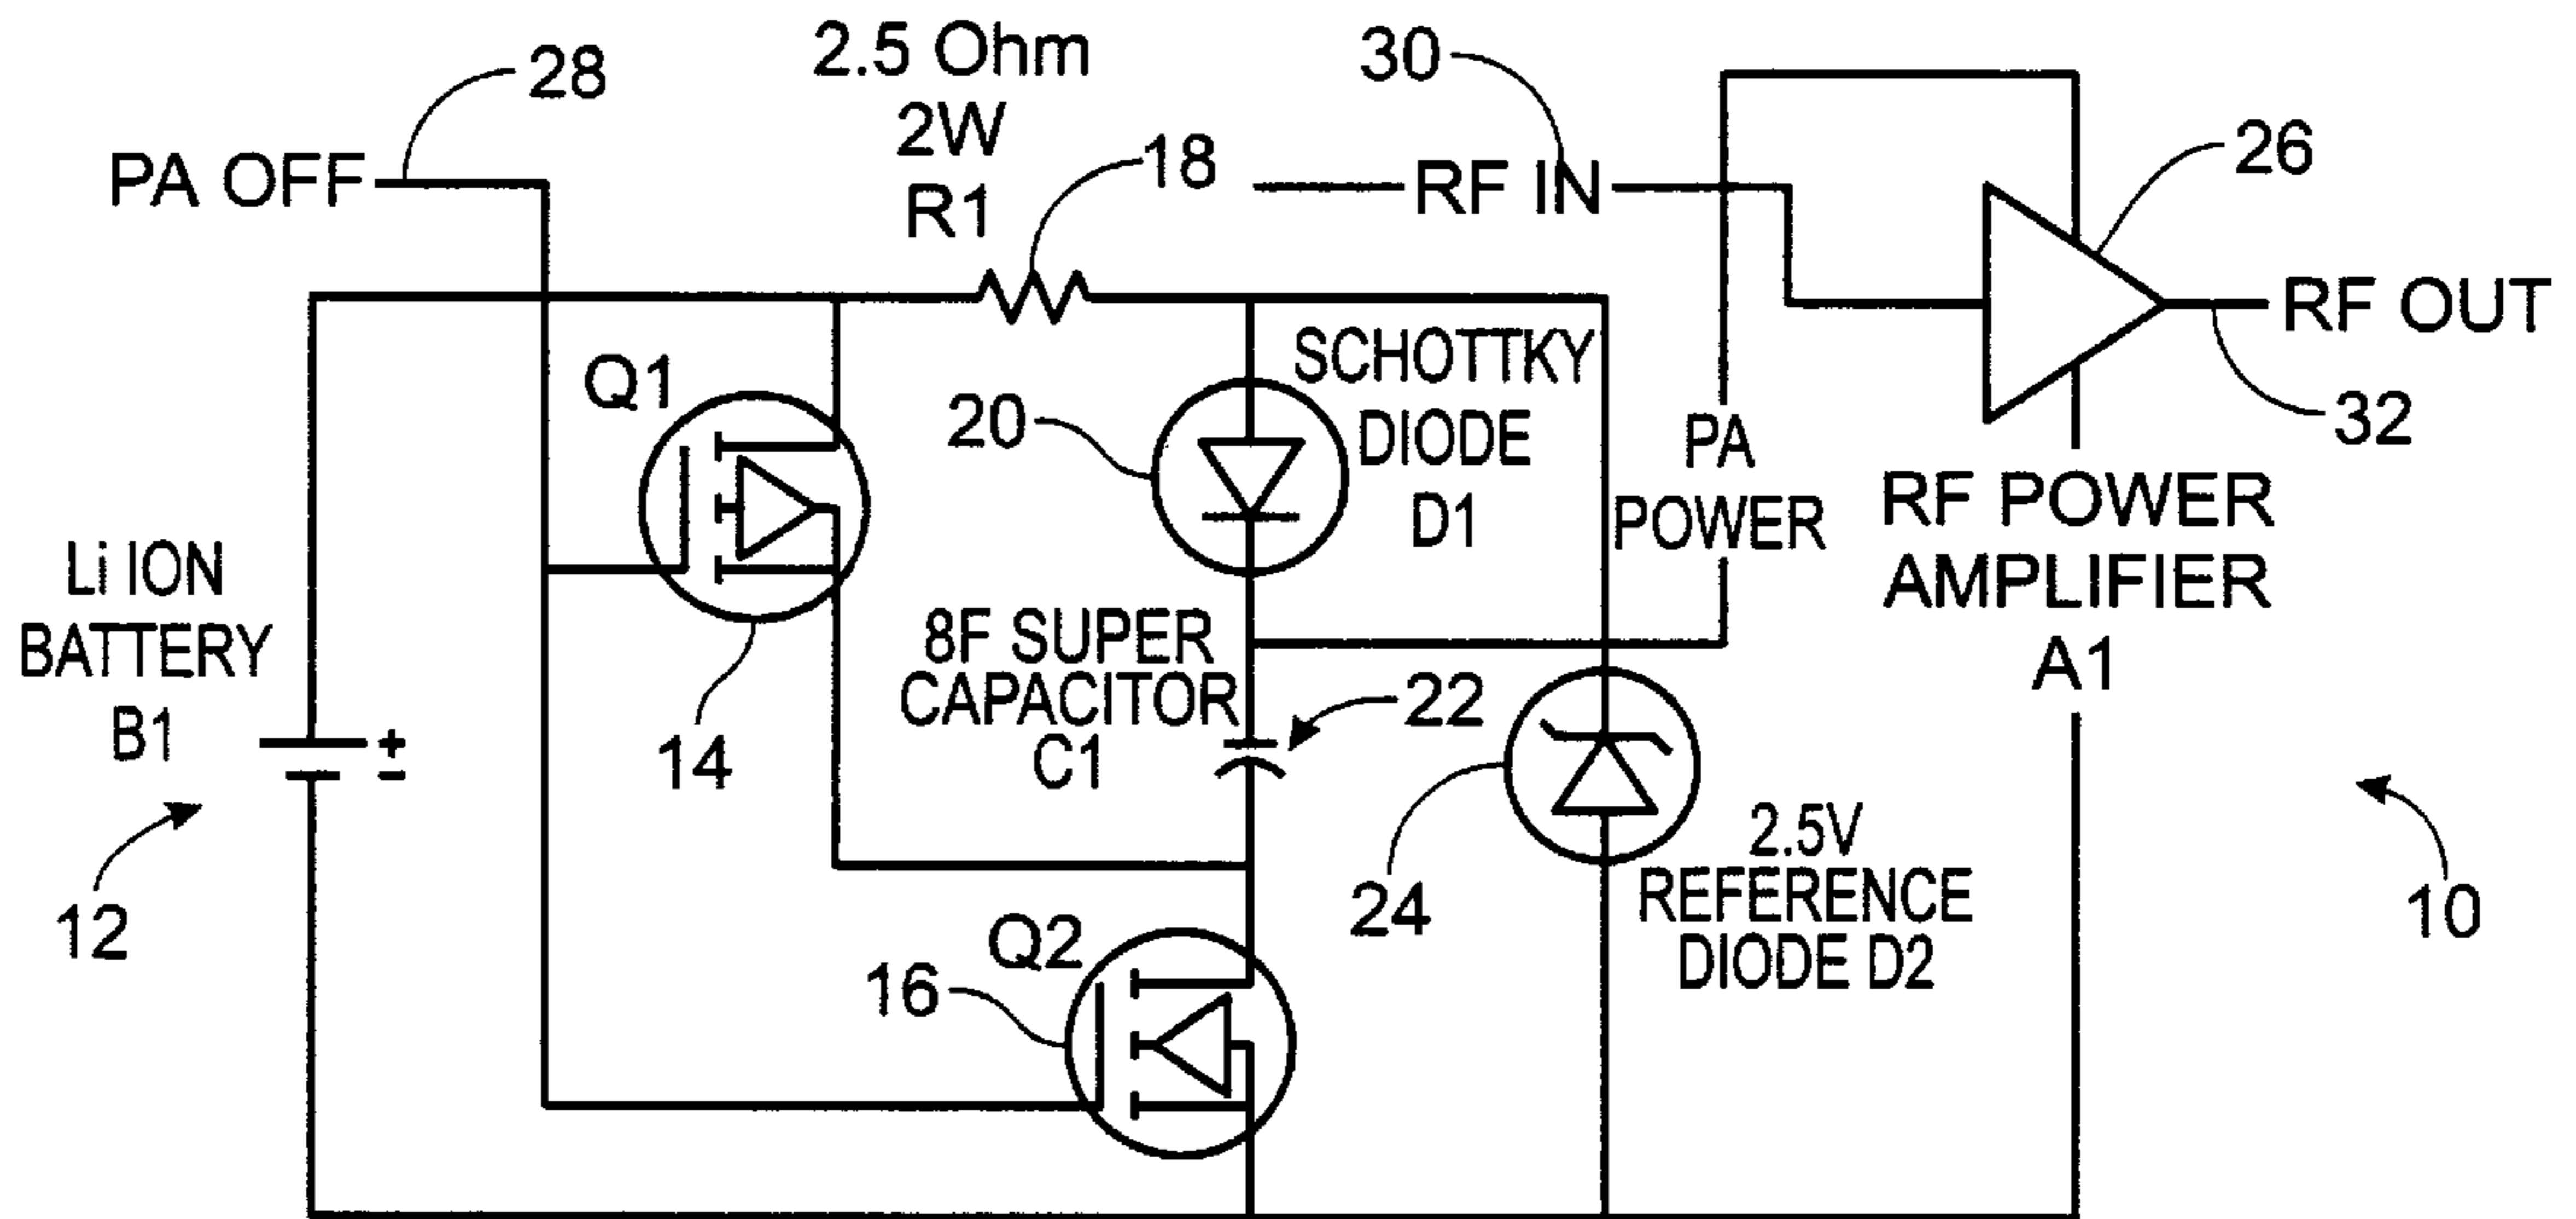 28
2.5 Ohm
2W
R1
18
30
PA OFF
RF IN
26
RF OUT
32
Q1
20
SCHOTTKY
DIODE
D1
PA
POWER
RF POWER
AMPLIFIER
A1
Li ION
BATTERY
B1
+
-
12
14
8F SUPER
CAPACITOR
C1
22
24
2.5V
REFERENCE
DIODE D2
10
Q2
16